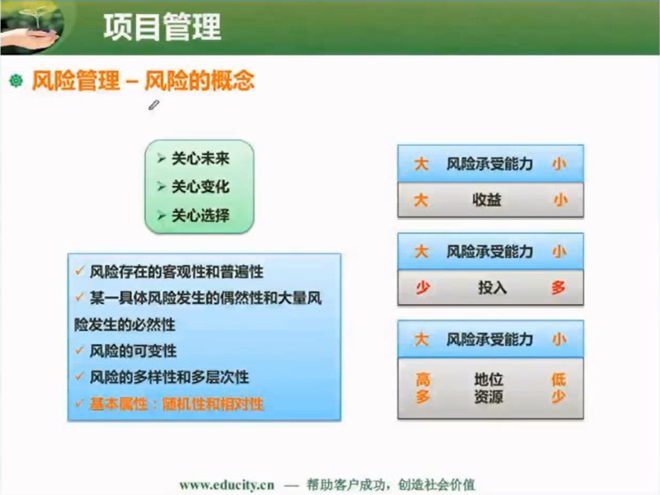 项目管理
风险管理 – 风险的概念
关心未来
关心变化
关心选择
风险存在的客观性和普遍性
某一具体风险发生的偶然性和大量风
险发生的必然性
风险的可变性
风险的多样性和多层次性
基本属性：随机性和相对性
大 风险承受能力 小
大 收益 小
大 风险承受能力 小
少 投入 多
大 风险承受能力 小
高 地位 低
多 资源 少
www.educity.cn — 帮助客户成功，创造社会价值